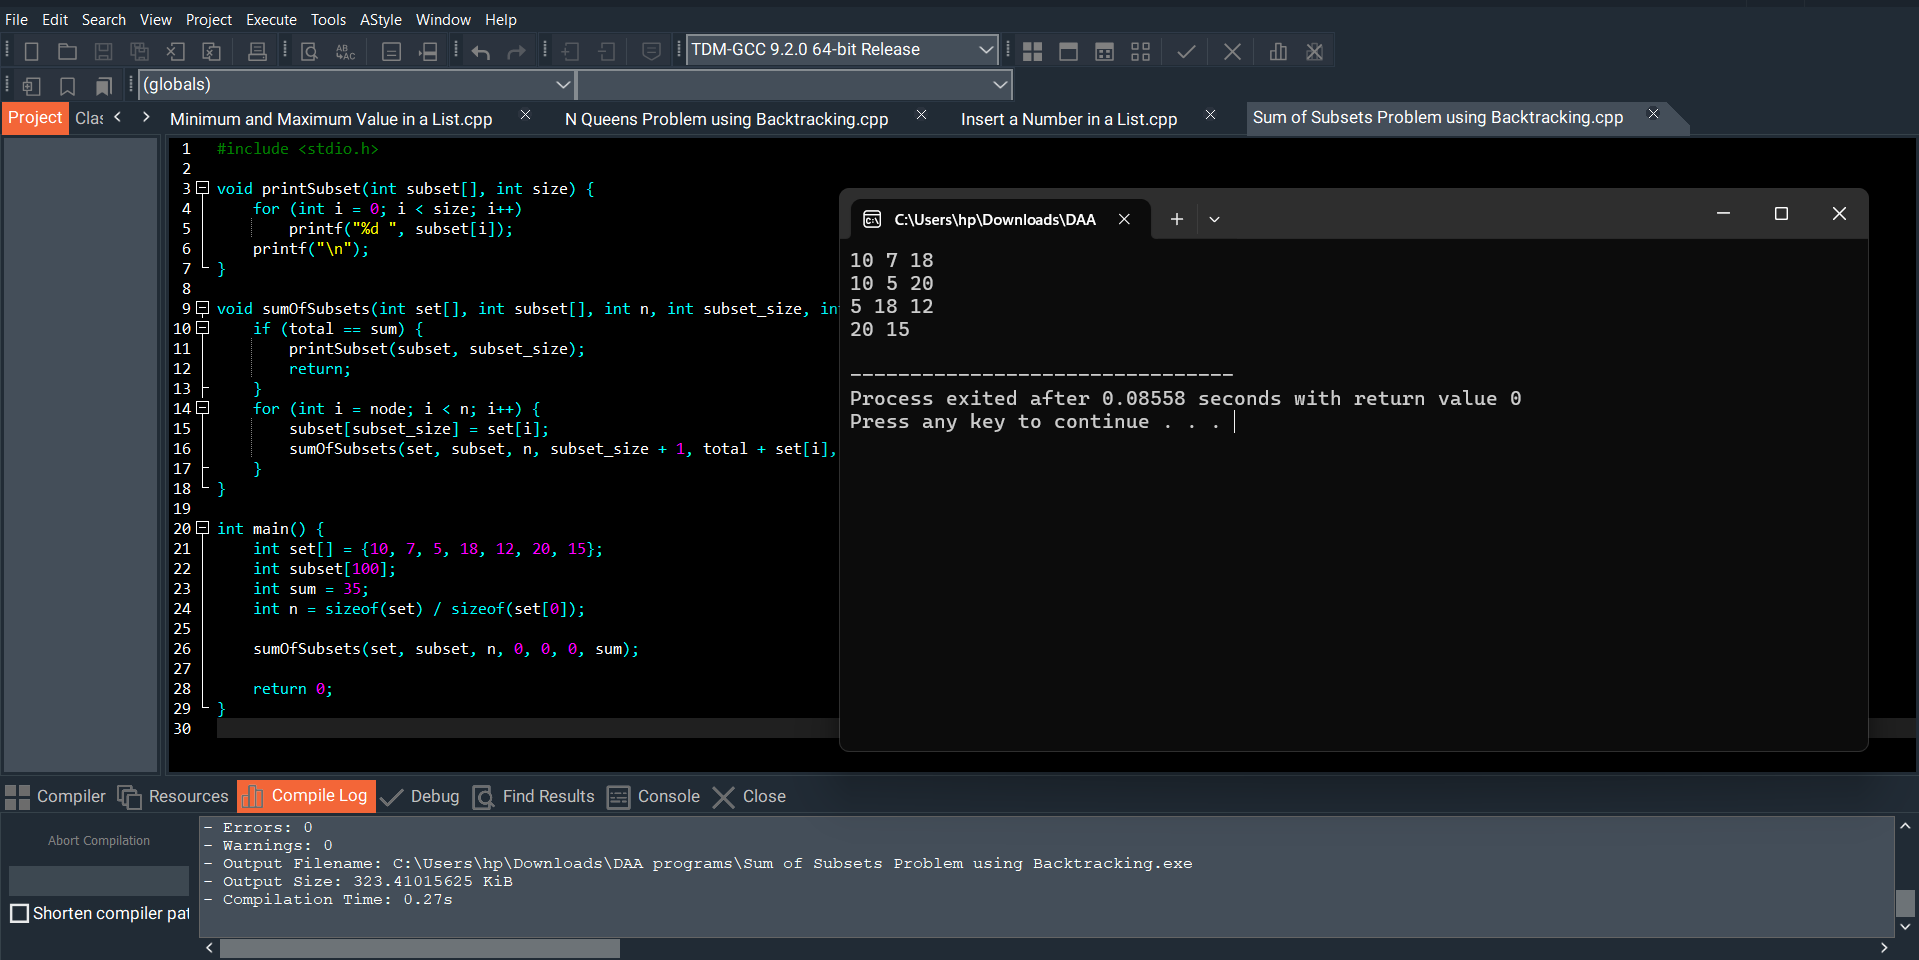 File Edit Search View Project Execute Tools AStyle Window Help
TDM-GCC 9.2.0 64-bit Release
(globals)
Project Clas Minimum and Maximum Value in a List.cpp N Queens Problem using Backtracking.cpp Insert a Number in a List.cpp Sum of Subsets Problem using Backtracking.cpp
1 #include <stdio.h>
2
3 void printSubset(int subset[], int size) {
4 for (int i = 0; i < size; i++)
5 printf("%d ", subset[i]);
6 printf("\n");
7 }
8
9 void sumOfSubsets(int set[], int subset[], int n, int subset_size, in
10 if (total == sum) {
11 printSubset(subset, subset_size);
12 return;
13 }
14 for (int i = node; i < n; i++) {
15 subset[subset_size] = set[i];
16 sumOfSubsets(set, subset, n, subset_size + 1, total + set[i],
17 }
18 }
19
20 int main() {
21 int set[] = {10, 7, 5, 18, 12, 20, 15};
22 int subset[100];
23 int sum = 35;
24 int n = sizeof(set) / sizeof(set[0]);
25
26 sumOfSubsets(set, subset, n, 0, 0, 0, sum);
27
28 return 0;
29 }
30
C:\Users\hp\Downloads\DAA
10 7 18
10 5 20
5 18 12
20 15
--------------------------------
Process exited after 0.08558 seconds with return value 0
Press any key to continue . . .
Compiler Resources Compile Log Debug Find Results Console Close
Abort Compilation
Shorten compiler pat
- Errors: 0
- Warnings: 0
- Output Filename: C:\Users\hp\Downloads\DAA programs\Sum of Subsets Problem using Backtracking.exe
- Output Size: 323.41015625 KiB
- Compilation Time: 0.27s